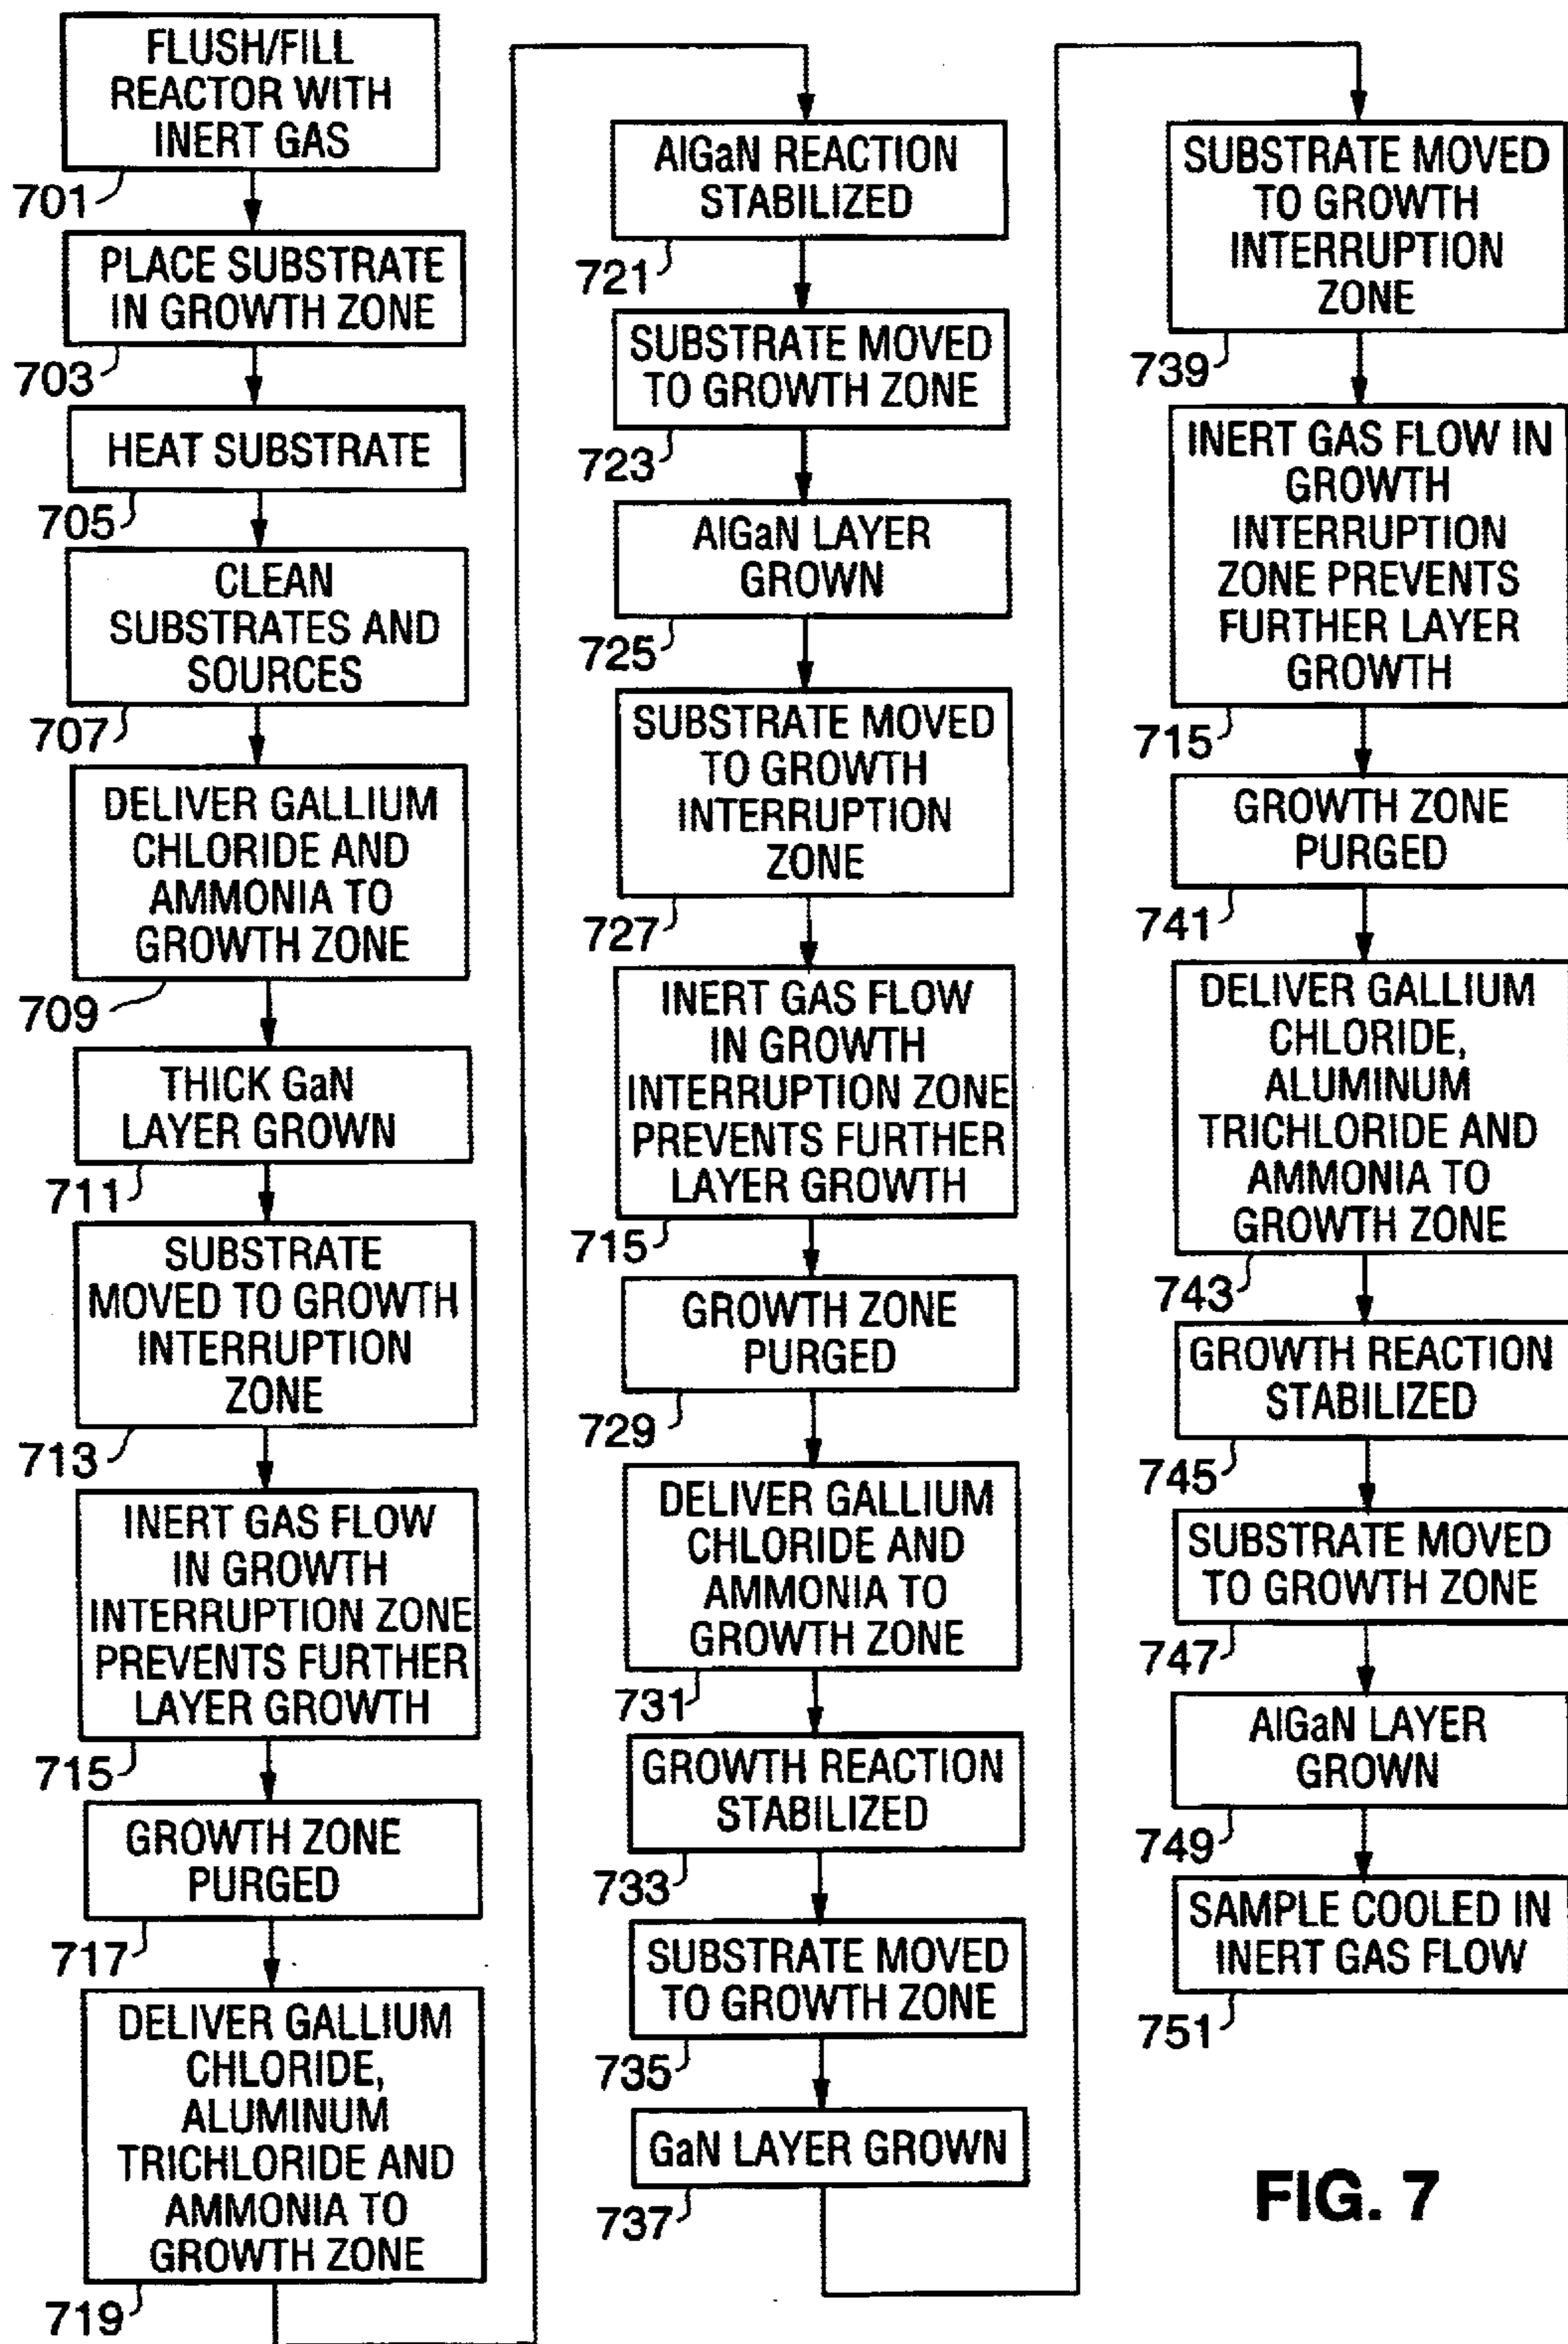 FLUSH/FILL
REACTOR WITH
INERT GAS
701
PLACE SUBSTRATE
IN GROWTH ZONE
703
HEAT SUBSTRATE
705
CLEAN
SUBSTRATES AND
SOURCES
707
DELIVER GALLIUM
CHLORIDE AND
AMMONIA TO
GROWTH ZONE
709
THICK GaN
LAYER GROWN
711
SUBSTRATE
MOVED TO GROWTH
INTERRUPTION
ZONE
713
INERT GAS FLOW
IN GROWTH
INTERRUPTION ZONE
PREVENTS FURTHER
LAYER GROWTH
715
GROWTH ZONE
PURGED
717
DELIVER GALLIUM
CHLORIDE,
ALUMINUM
TRICHLORIDE AND
AMMONIA TO
GROWTH ZONE
719
AlGaN REACTION
STABILIZED
721
SUBSTRATE MOVED
TO GROWTH ZONE
723
AlGaN LAYER
GROWN
725
SUBSTRATE MOVED
TO GROWTH
INTERRUPTION
ZONE
727
INERT GAS FLOW
IN GROWTH
INTERRUPTION ZONE
PREVENTS FURTHER
LAYER GROWTH
715
GROWTH ZONE
PURGED
729
DELIVER GALLIUM
CHLORIDE AND
AMMONIA TO
GROWTH ZONE
731
GROWTH REACTION
STABILIZED
733
SUBSTRATE MOVED
TO GROWTH ZONE
735
GaN LAYER GROWN
737
SUBSTRATE MOVED
TO GROWTH
INTERRUPTION
ZONE
739
INERT GAS FLOW IN
GROWTH
INTERRUPTION
ZONE PREVENTS
FURTHER LAYER
GROWTH
715
GROWTH ZONE
PURGED
741
DELIVER GALLIUM
CHLORIDE,
ALUMINUM
TRICHLORIDE AND
AMMONIA TO
GROWTH ZONE
743
GROWTH REACTION
STABILIZED
745
SUBSTRATE MOVED
TO GROWTH ZONE
747
AlGaN LAYER
GROWN
749
SAMPLE COOLED IN
INERT GAS FLOW
751
FIG. 7